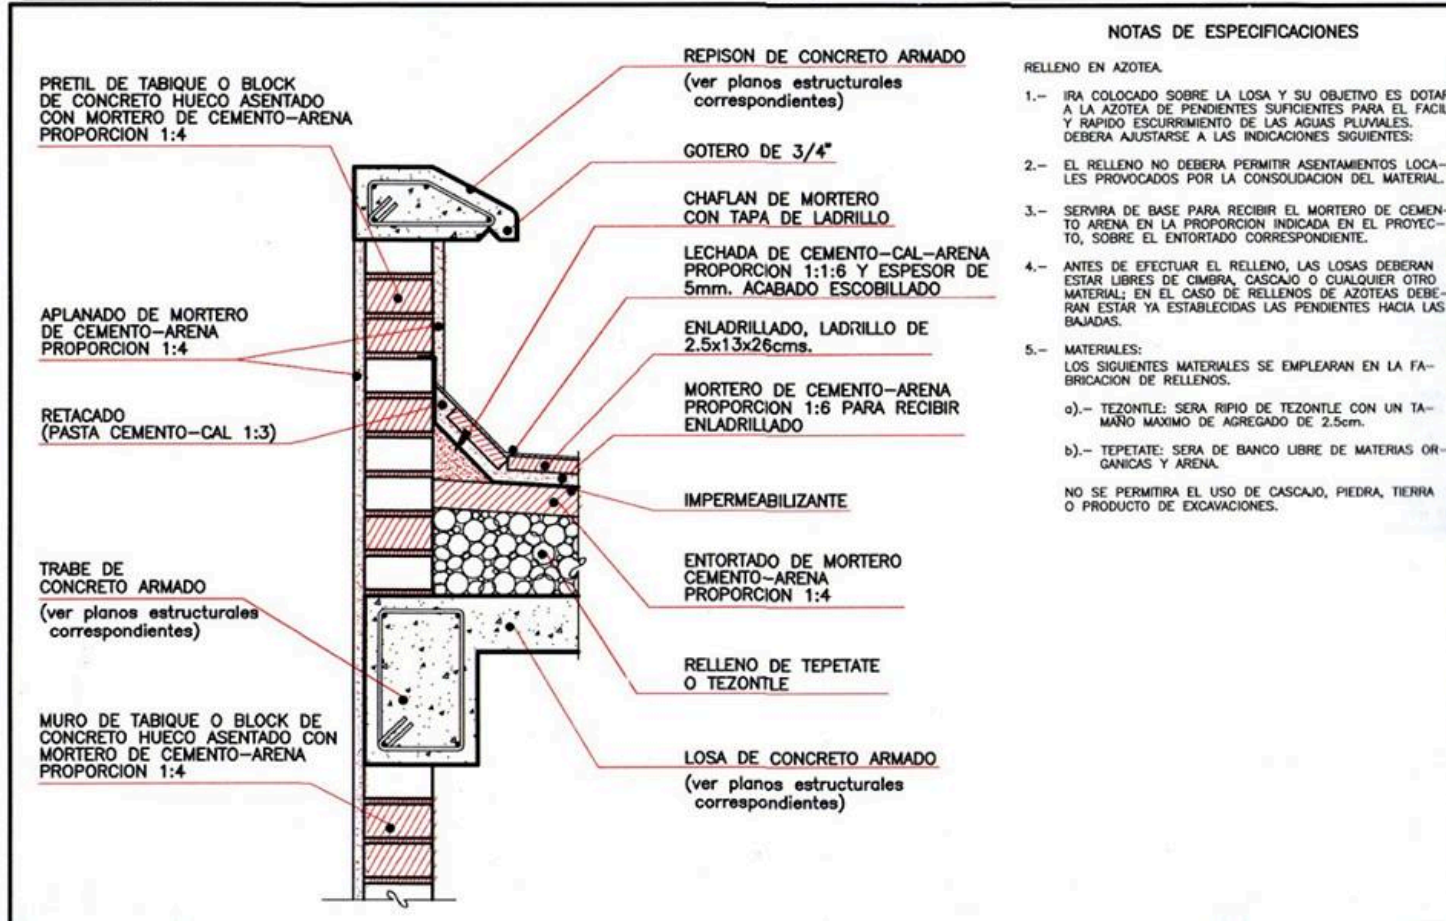 PRETIL DE TABIQUE O BLOCK
DE CONCRETO HUECO ASENTADO
CON MORTERO DE CEMENTO-ARENA
PROPORCION 1:4
APLANADO DE MORTERO
DE CEMENTO-ARENA
PROPORCION 1:4
RETACADO
(PASTA CEMENTO-CAL 1:3)
TRABE DE
CONCRETO ARMADO
(ver planos estructurales
correspondientes)
MURO DE TABIQUE O BLOCK DE
CONCRETO HUECO ASENTADO CON
MORTERO DE CEMENTO-ARENA
PROPORCION 1:4
REPISON DE CONCRETO ARMADO
(ver planos estructurales
correspondientes)
GOTERO DE 3/4"
CHAFLAN DE MORTERO
CON TAPA DE LADRILLO
LECHADA DE CEMENTO-CAL-ARENA
PROPORCION 1:1:6 Y ESPESOR DE
5mm. ACABADO ESCOBILLADO
ENLADRILLADO, LADRILLO DE
2.5x13x26cms.
MORTERO DE CEMENTO-ARENA
PROPORCION 1:6 PARA RECIBIR
ENLADRILLADO
IMPERMEABILIZANTE
ENTORTADO DE MORTERO
CEMENTO-ARENA
PROPORCION 1:4
RELLENO DE TEPETATE
O TEZONTLE
LOSA DE CONCRETO ARMADO
(ver planos estructurales
correspondientes)
NOTAS DE ESPECIFICACIONES
RELLENO EN AZOTEA.
1.- IRA COLOCADO SOBRE LA LOSA Y SU OBJETIVO ES DOTAR
A LA AZOTEA DE PENDIENTES SUFICIENTES PARA EL FACIL
Y RAPIDO ESCURRIMIENTO DE LAS AGUAS PLUVIALES.
DEBERA AJUSTARSE A LAS INDICACIONES SIGUIENTES:
2.- EL RELLENO NO DEBERA PERMITIR ASENTAMIENTOS LOCA-
LES PROVOCADOS POR LA CONSOLIDACION DEL MATERIAL.
3.- SERVIRA DE BASE PARA RECIBIR EL MORTERO DE CEMEN-
TO ARENA EN LA PROPORCION INDICADA EN EL PROYEC-
TO, SOBRE EL ENTORTADO CORRESPONDIENTE.
4.- ANTES DE EFECTUAR EL RELLENO, LAS LOSAS DEBERAN
ESTAR LIBRES DE CIMBRA, CASCAJO O CUALQUIER OTRO
MATERIAL; EN EL CASO DE RELLENOS DE AZOTEAS DEBE-
RAN ESTAR YA ESTABLECIDAS LAS PENDIENTES HACIA LAS
BAJADAS.
5.- MATERIALES:
LOS SIGUIENTES MATERIALES SE EMPLEARAN EN LA FA-
BRICACION DE RELLENOS.
a).- TEZONTLE: SERA RIPIO DE TEZONTLE CON UN TA-
MAÑO MAXIMO DE AGREGADO DE 2.5cm.
b).- TEPETATE: SERA DE BANCO LIBRE DE MATERIAS OR-
GANICAS Y ARENA.
NO SE PERMITIRA EL USO DE CASCAJO, PIEDRA, TIERRA
O PRODUCTO DE EXCAVACIONES.